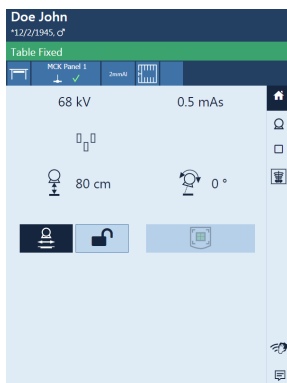 Doe John
*12/2/1945, ♂
Table Fixed
MCK Panel 1
2mmAl
68 kV
0.5 mAs
80 cm
0 °